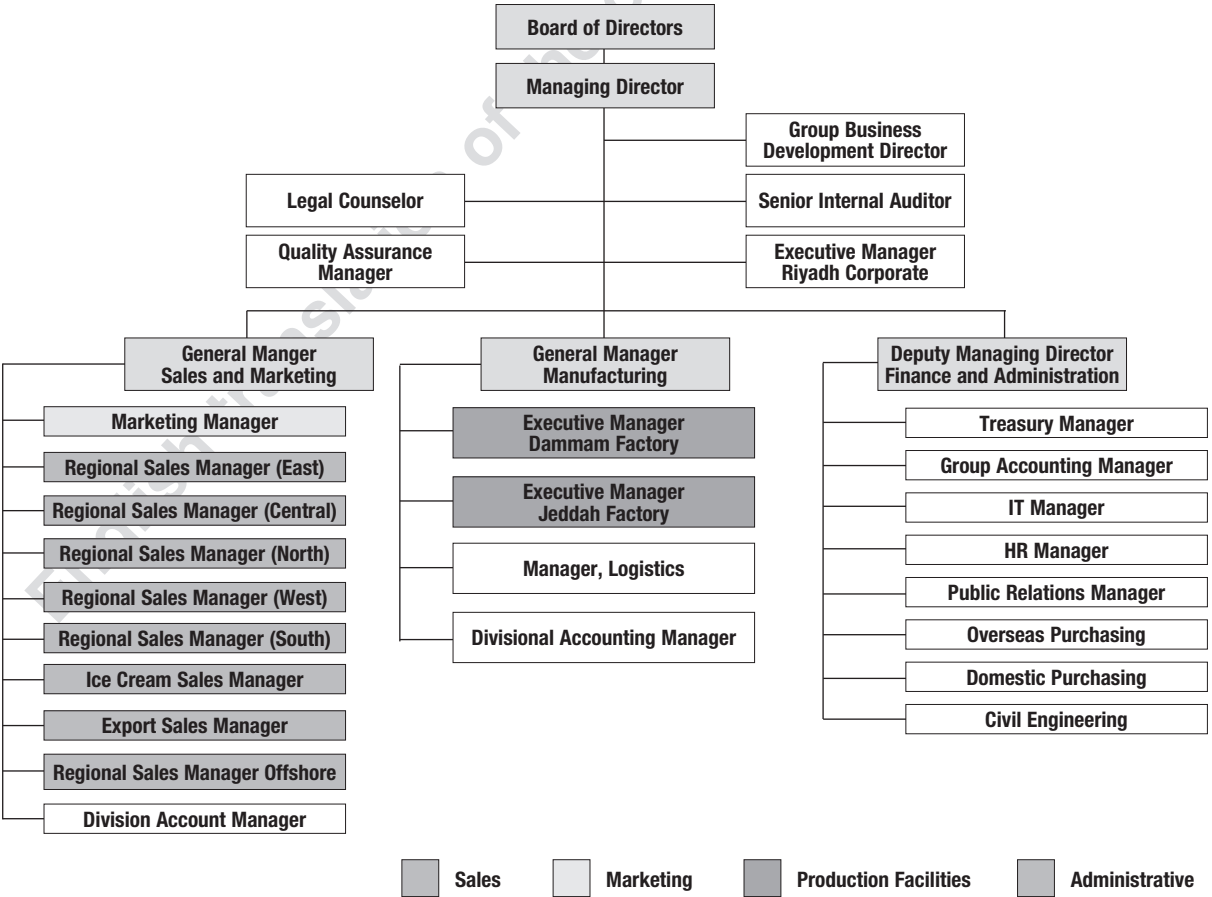 Board of Directors
Managing Director
Group Business
Development Director
Legal Counselor
Senior Internal Auditor
Quality Assurance
Manager
Executive Manager
Riyadh Corporate
General Manger
Sales and Marketing
Marketing Manager
Regional Sales Manager (East)
Regional Sales Manager (Central)
Regional Sales Manager (North)
Regional Sales Manager (West)
Regional Sales Manager (South)
Ice Cream Sales Manager
Export Sales Manager
Regional Sales Manager Offshore
Division Account Manager
General Manager
Manufacturing
Executive Manager
Dammam Factory
Executive Manager
Jeddah Factory
Manager, Logistics
Divisional Accounting Manager
Deputy Managing Director
Finance and Administration
Treasury Manager
Group Accounting Manager
IT Manager
HR Manager
Public Relations Manager
Overseas Purchasing
Domestic Purchasing
Civil Engineering
Sales
Marketing
Production Facilities
Administrative
English translation of the